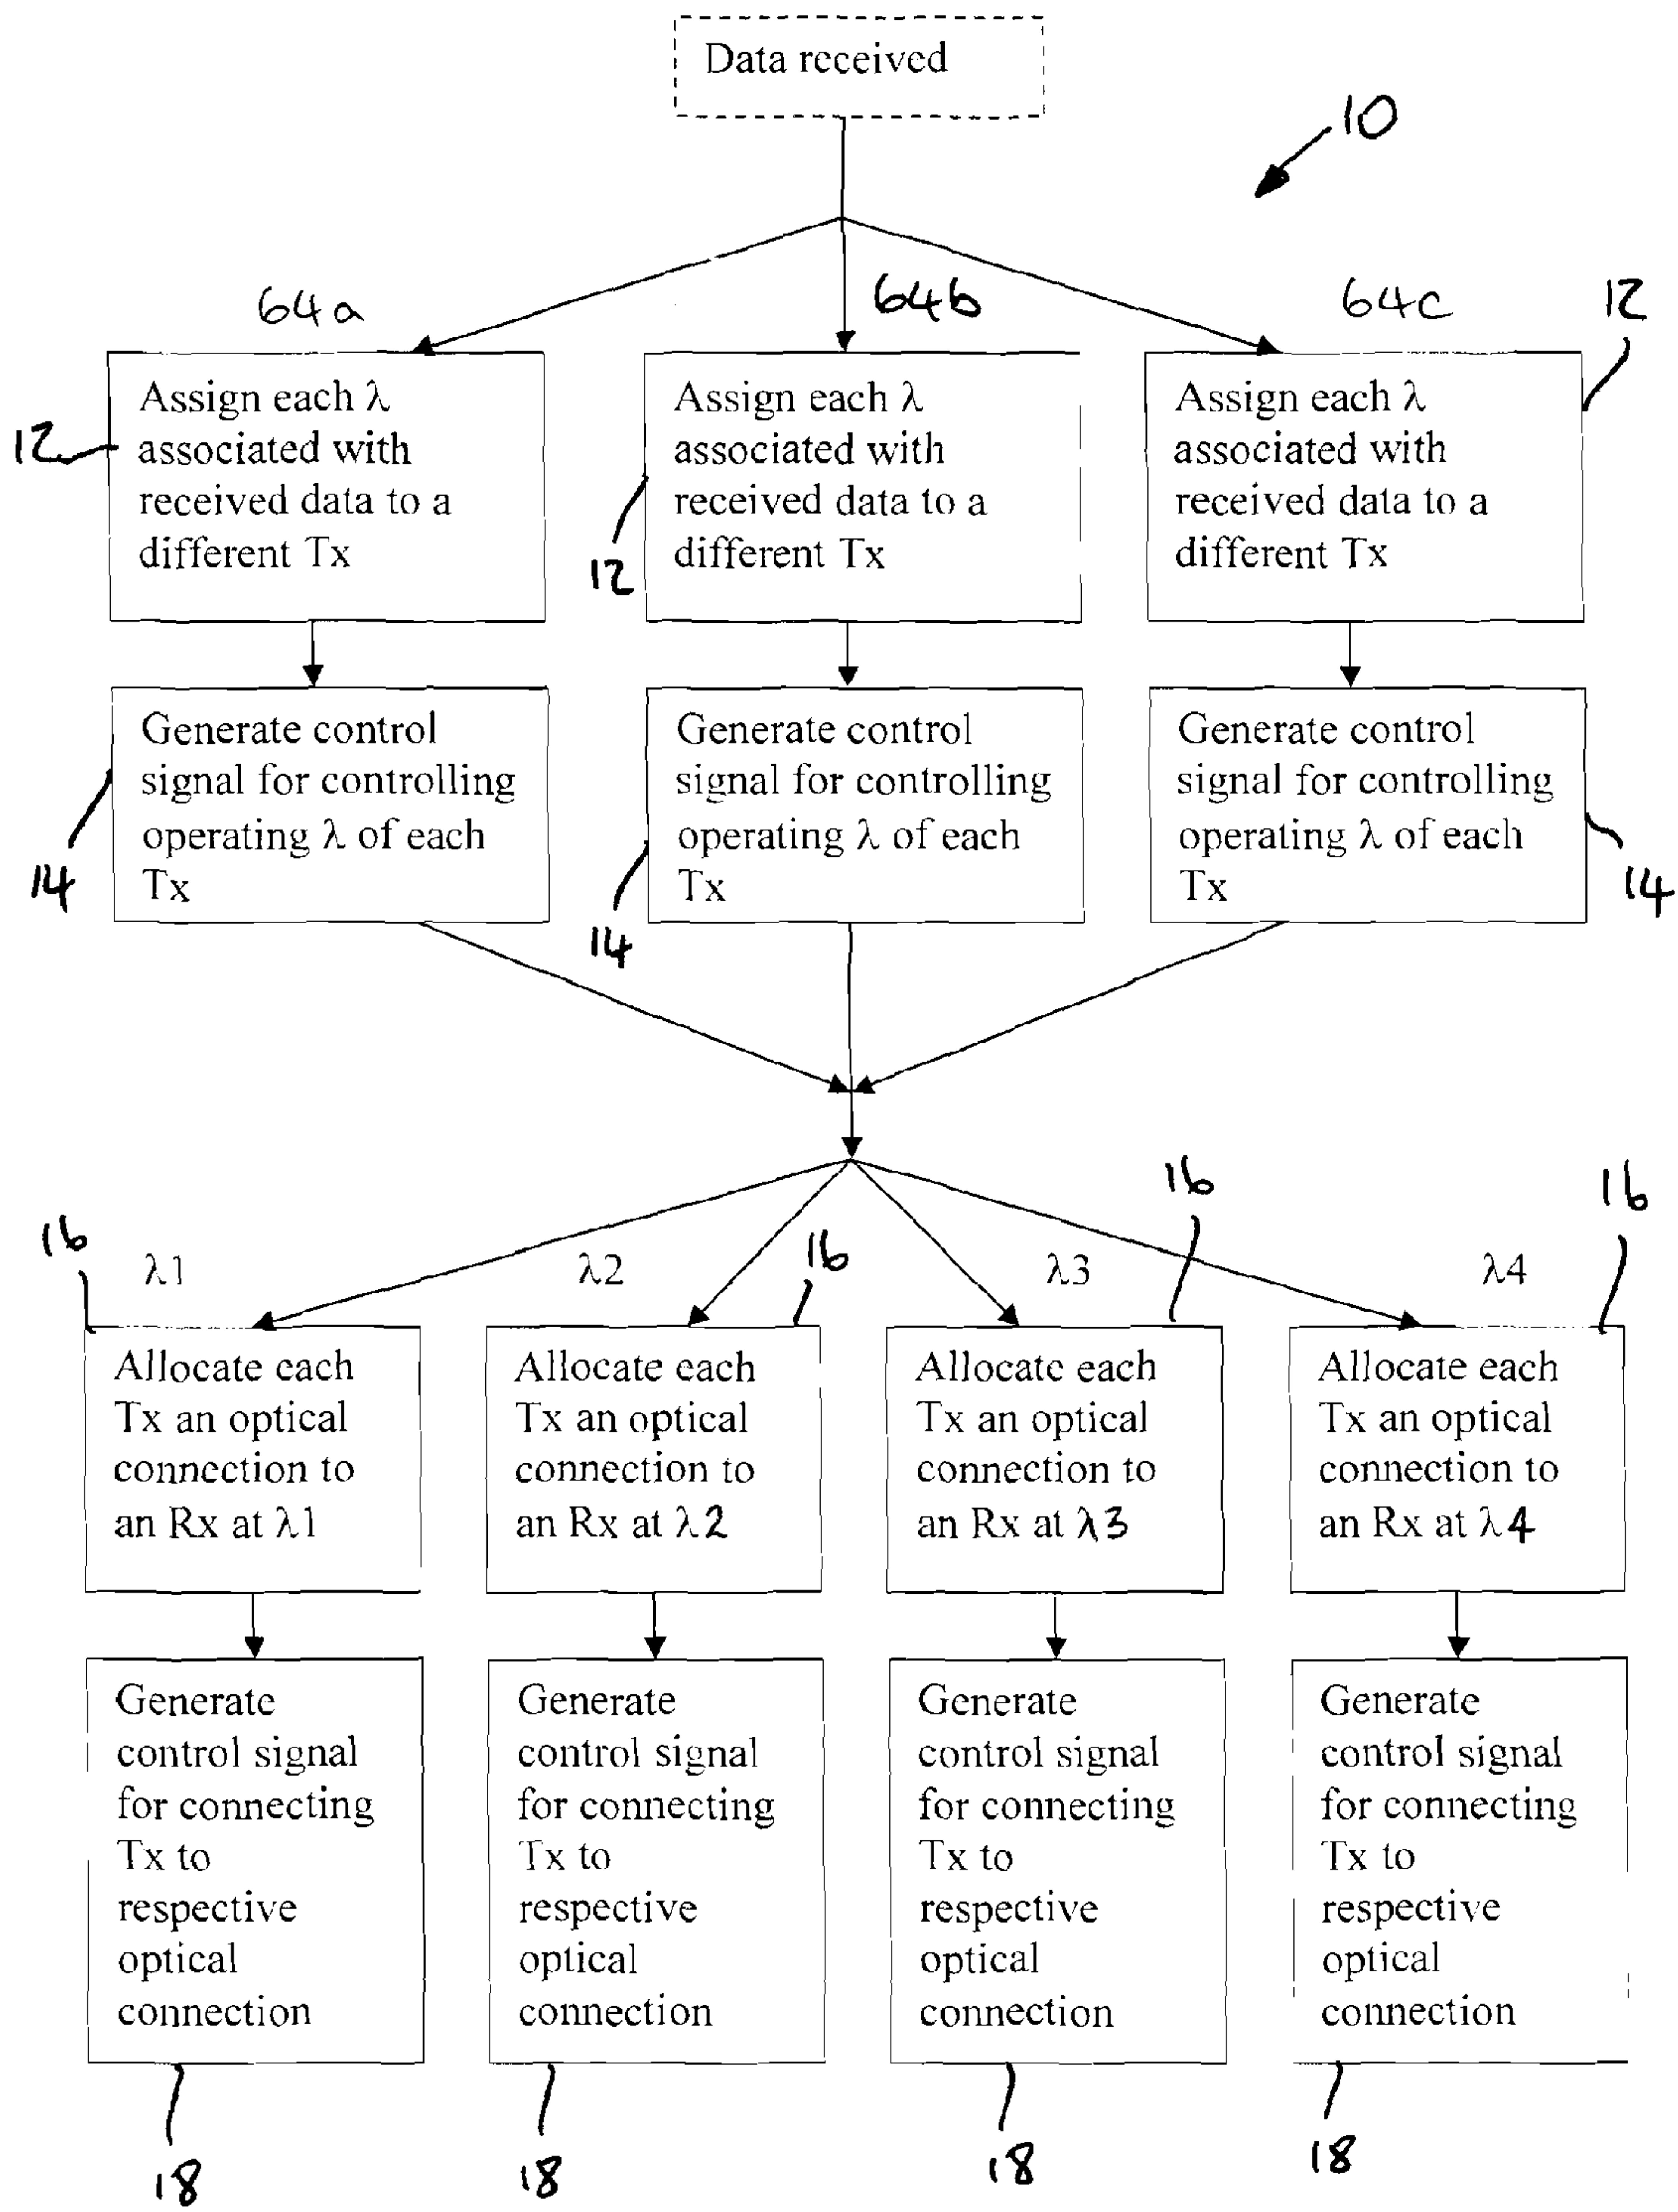 Data received
10
64a
64b
64c
12
Assign each λ
associated with
received data to a
different Tx
12
Assign each λ
associated with
received data to a
different Tx
12
Assign each λ
associated with
received data to a
different Tx
Generate control
signal for controlling
operating λ of each
Tx
14
Generate control
signal for controlling
operating λ of each
Tx
14
Generate control
signal for controlling
operating λ of each
Tx
14
16
λ1
λ2
16
λ3
16
λ4
16
Allocate each
Tx an optical
connection to
an Rx at λ1
Allocate each
Tx an optical
connection to
an Rx at λ2
Allocate each
Tx an optical
connection to
an Rx at λ3
Allocate each
Tx an optical
connection to
an Rx at λ4
Generate
control signal
for connecting
Tx to
respective
optical
connection
Generate
control signal
for connecting
Tx to
respective
optical
connection
Generate
control signal
for connecting
Tx to
respective
optical
connection
Generate
control signal
for connecting
Tx to
respective
optical
connection
18
18
18
18